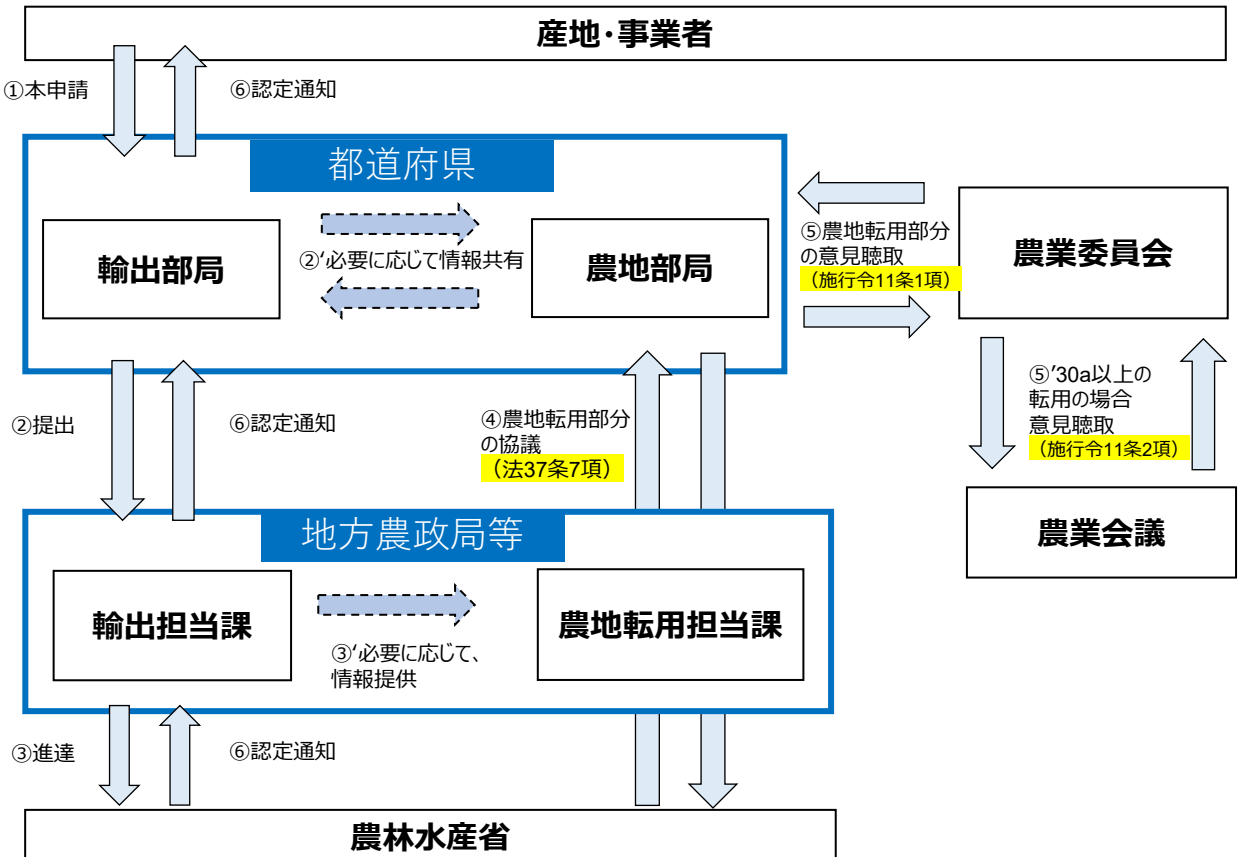 産地･事業者
①本申請
⑥認定通知
都道府県
輸出部局
②‘必要に応じて情報共有
農地部局
⑤農地転用部分
の意見聴取
（施行令11条1項）
農業委員会
②提出
⑥認定通知
④農地転用部分
の協議
（法37条7項）
⑤’30a以上の
転用の場合
意見聴取
（施行令11条2項）
農業会議
地方農政局等
輸出担当課
③‘必要に応じて、
情報提供
農地転用担当課
③進達
⑥認定通知
農林水産省